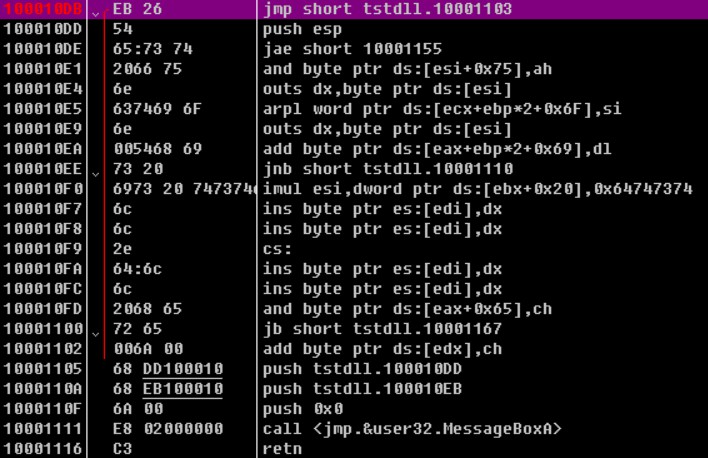 100010DB EB 26 jmp short tstdll.10001103
100010DD 54 push esp
100010DE 65:73 74 jae short 10001155
100010E1 2066 75 and byte ptr ds:[esi+0x75],ah
100010E4 6e outs dx,byte ptr ds:[esi]
100010E5 637469 6F arpl word ptr ds:[ecx+ebp*2+0x6F],si
100010E9 6e outs dx,byte ptr ds:[esi]
100010EA 005468 69 add byte ptr ds:[eax+ebp*2+0x69],dl
100010EE 73 20 jnb short tstdll.10001110
100010F0 6973 20 7473746 imul esi,dword ptr ds:[ebx+0x20],0x64747374
100010F7 6c ins byte ptr es:[edi],dx
100010F8 6c ins byte ptr es:[edi],dx
100010F9 2e cs:
100010FA 64:6c ins byte ptr es:[edi],dx
100010FC 6c ins byte ptr es:[edi],dx
100010FD 2068 65 and byte ptr ds:[eax+0x65],ch
10001100 72 65 jb short tstdll.10001167
10001102 006A 00 add byte ptr ds:[edx],ch
10001105 68 DD100010 push tstdll.100010DD
1000110A 68 EB100010 push tstdll.100010EB
1000110F 6A 00 push 0x0
10001111 E8 02000000 call <jmp.&user32.MessageBoxA>
10001116 C3 retn